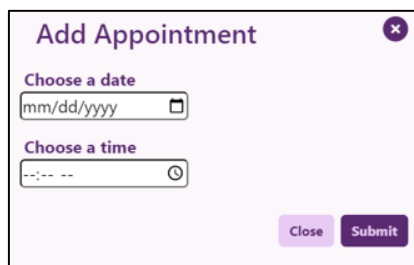 Add Appointment
Choose a date
mm/dd/yyyy
Choose a time
--:-- --
Close Submit